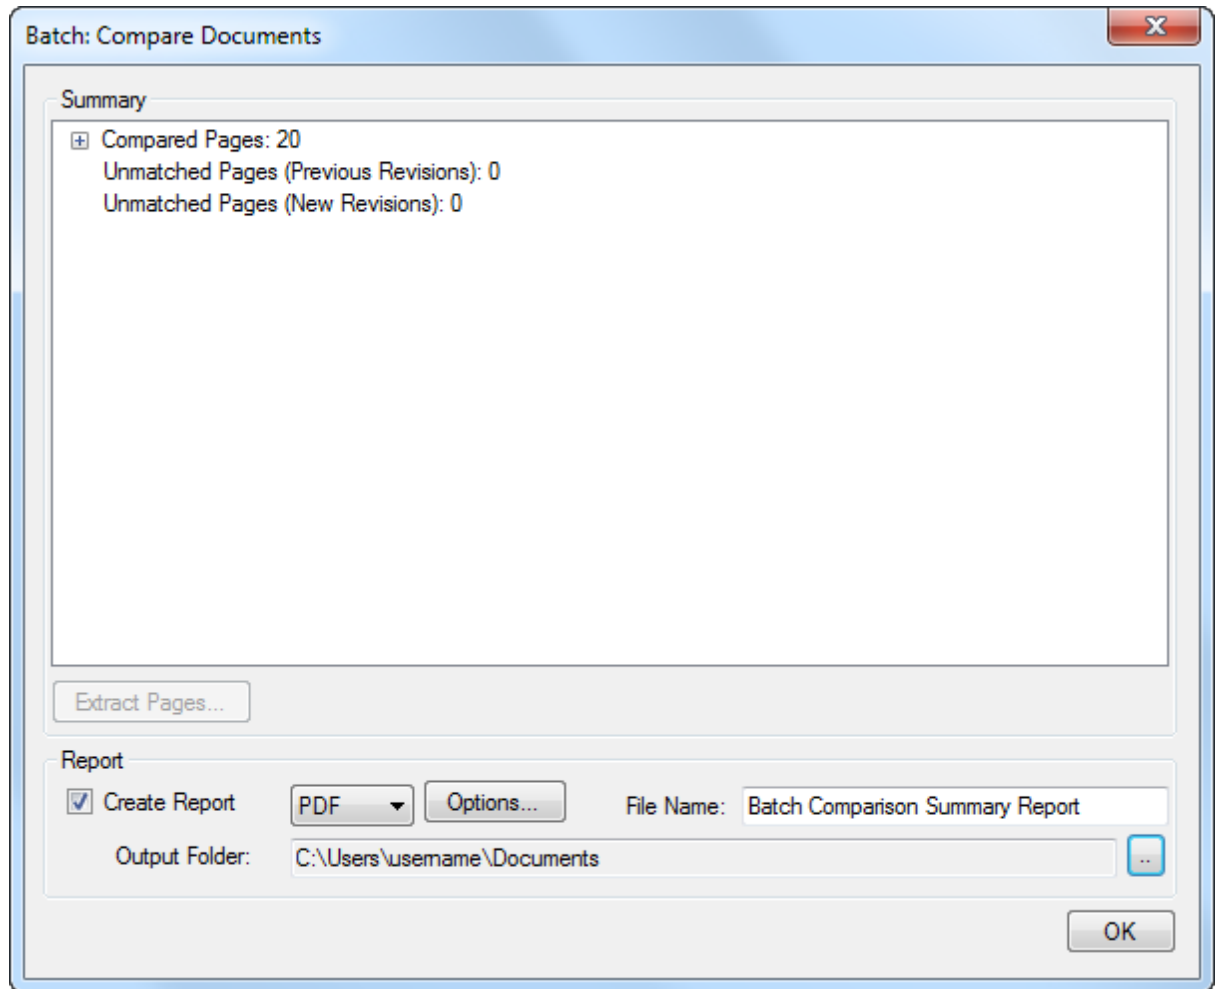 Batch: Compare Documents
Summary
Compared Pages: 20
Unmatched Pages (Previous Revisions): 0
Unmatched Pages (New Revisions): 0
Extract Pages...
Report
Create Report PDF Options... File Name: Batch Comparison Summary Report
Output Folder: C:\Users\username\Documents ..
OK